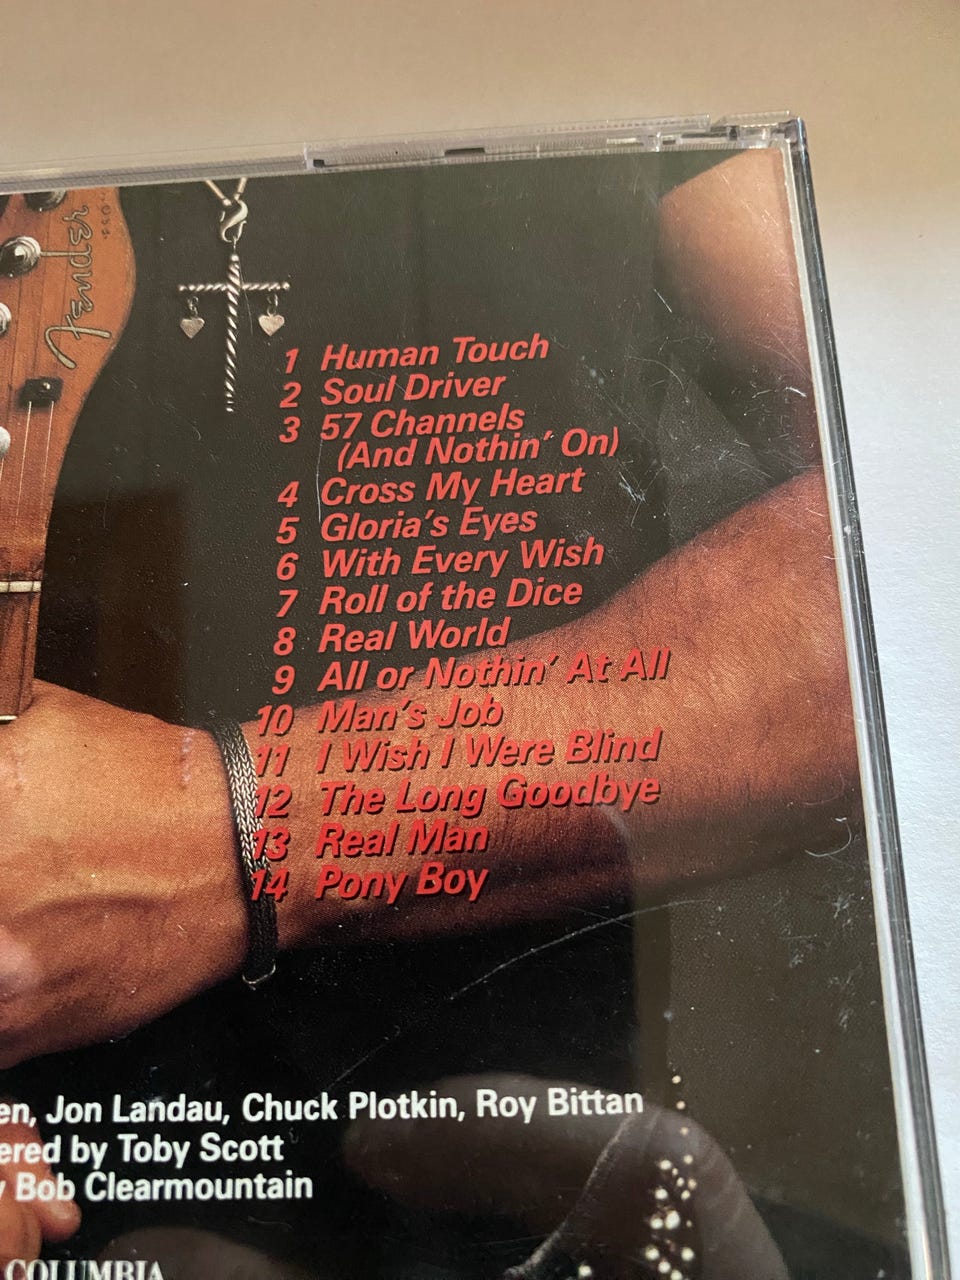 Fender
1 Human Touch
2 Soul Driver
3 57 Channels
(And Nothin' On)
4 Cross My Heart
5 Gloria's Eyes
6 With Every Wish
7 Roll of the Dice
8 Real World
9 All or Nothin' At All
10 Man's Job
11 I Wish I Were Blind
12 The Long Goodbye
13 Real Man
14 Pony Boy
en, Jon Landau, Chuck Plotkin, Roy Bittan
ered by Toby Scott
y Bob Clearmountain
COLUMBIA